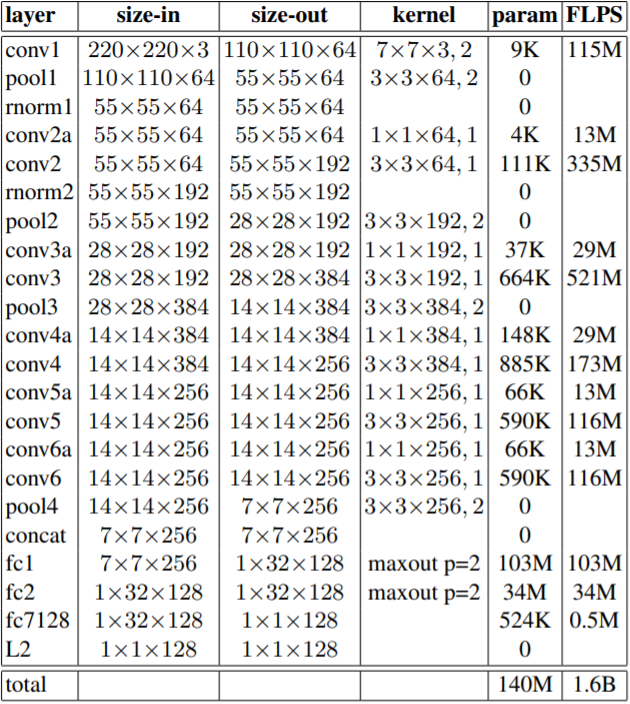 layer size-in size-out kernel param FLPS
conv1 220×220×3 110×110×64 7×7×3, 2 9K 115M
pool1 110×110×64 55×55×64 3×3×64, 2 0
rnorm1 55×55×64 55×55×64 0
conv2a 55×55×64 55×55×64 1×1×64, 1 4K 13M
conv2 55×55×64 55×55×192 3×3×64, 1 111K 335M
rnorm2 55×55×192 55×55×192 0
pool2 55×55×192 28×28×192 3×3×192, 2 0
conv3a 28×28×192 28×28×192 1×1×192, 1 37K 29M
conv3 28×28×192 28×28×384 3×3×192, 1 664K 521M
pool3 28×28×384 14×14×384 3×3×384, 2 0
conv4a 14×14×384 14×14×384 1×1×384, 1 148K 29M
conv4 14×14×384 14×14×256 3×3×384, 1 885K 173M
conv5a 14×14×256 14×14×256 1×1×256, 1 66K 13M
conv5 14×14×256 14×14×256 3×3×256, 1 590K 116M
conv6a 14×14×256 14×14×256 1×1×256, 1 66K 13M
conv6 14×14×256 14×14×256 3×3×256, 1 590K 116M
pool4 14×14×256 7×7×256 3×3×256, 2 0
concat 7×7×256 7×7×256 0
fc1 7×7×256 1×32×128 maxout p=2 103M 103M
fc2 1×32×128 1×32×128 maxout p=2 34M 34M
fc7128 1×32×128 1×1×128 524K 0.5M
L2 1×1×128 1×1×128 0
total 140M 1.6B